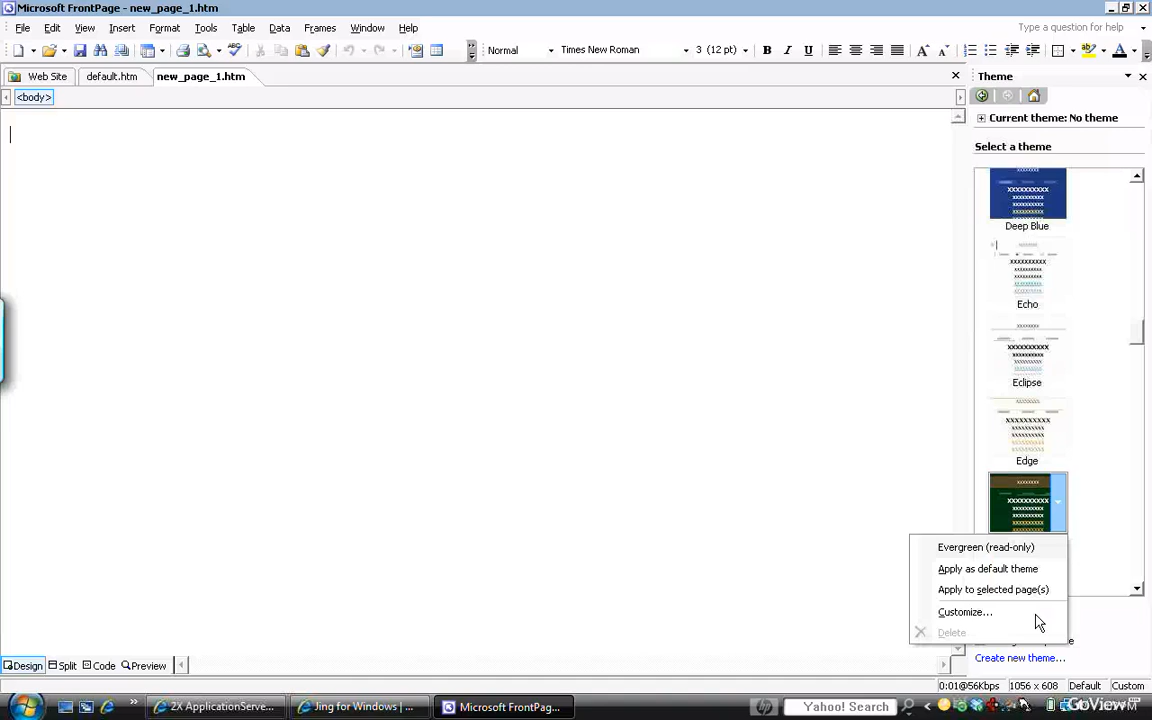 Microsoft FrontPage - new_page_1.htm
File Edit View Insert Format Tools Table Data Frames Window Help
Type a question for help
Normal Times New Roman 3 (12 pt) B I U
Web Site default.htm new_page_1.htm
<body>
Theme
Current theme: No theme
Select a theme
Deep Blue
Echo
Eclipse
Edge
Evergreen (read-only)
Apply as default theme
Apply to selected page(s)
Customize...
Delete
Create new theme...
Design Split Code Preview
0:01@56Kbps 1056 x 608 Default Custom
2X ApplicationServe... Jing for Windows | ... Microsoft FrontPag... Yahoo! Search
GoView